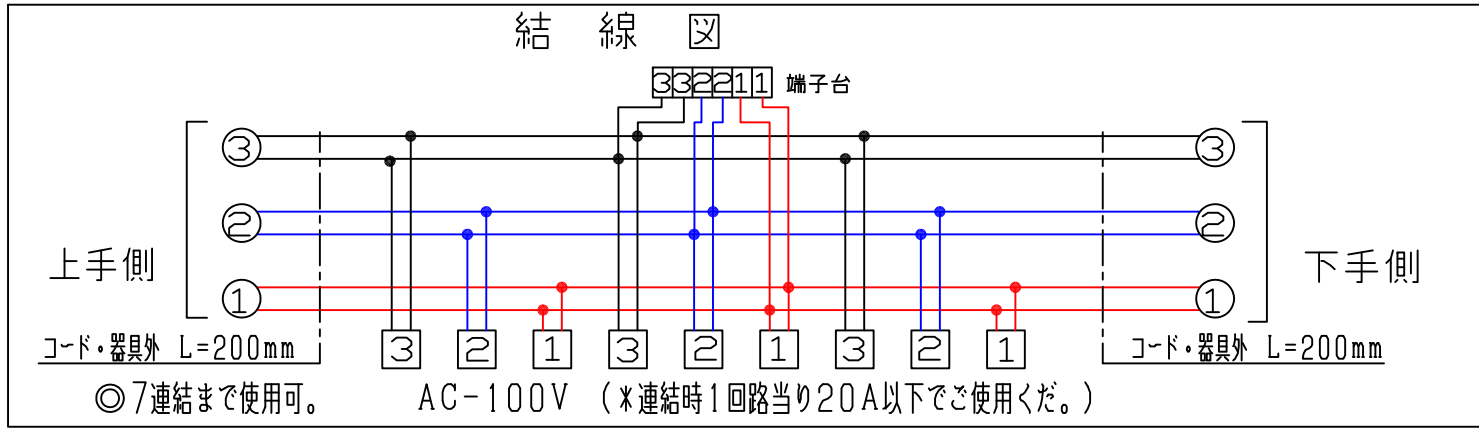 結線図
332211 端子台
③ ③
② ②
上手側 下手側
① ①
コード・器具外 L=200mm 3 2 1 3 2 1 3 2 1 コード・器具外 L=200mm
◎7連結まで使用可。 AC-100V (*連結時1回路当り20A以下でご使用くだ。)